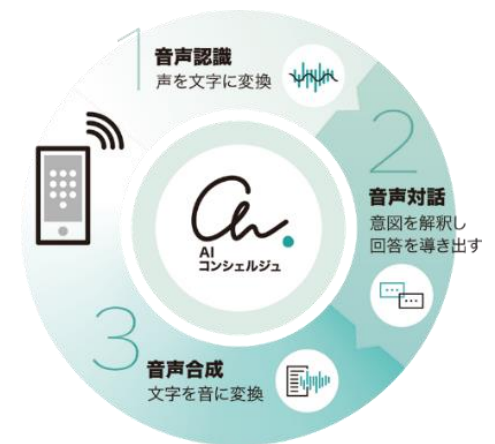 1
音声認識
声を文字に変換
2
音声対話
意図を解釈し
回答を導き出す
AI
コンシェルジュ
3
音声合成
文字を音に変換